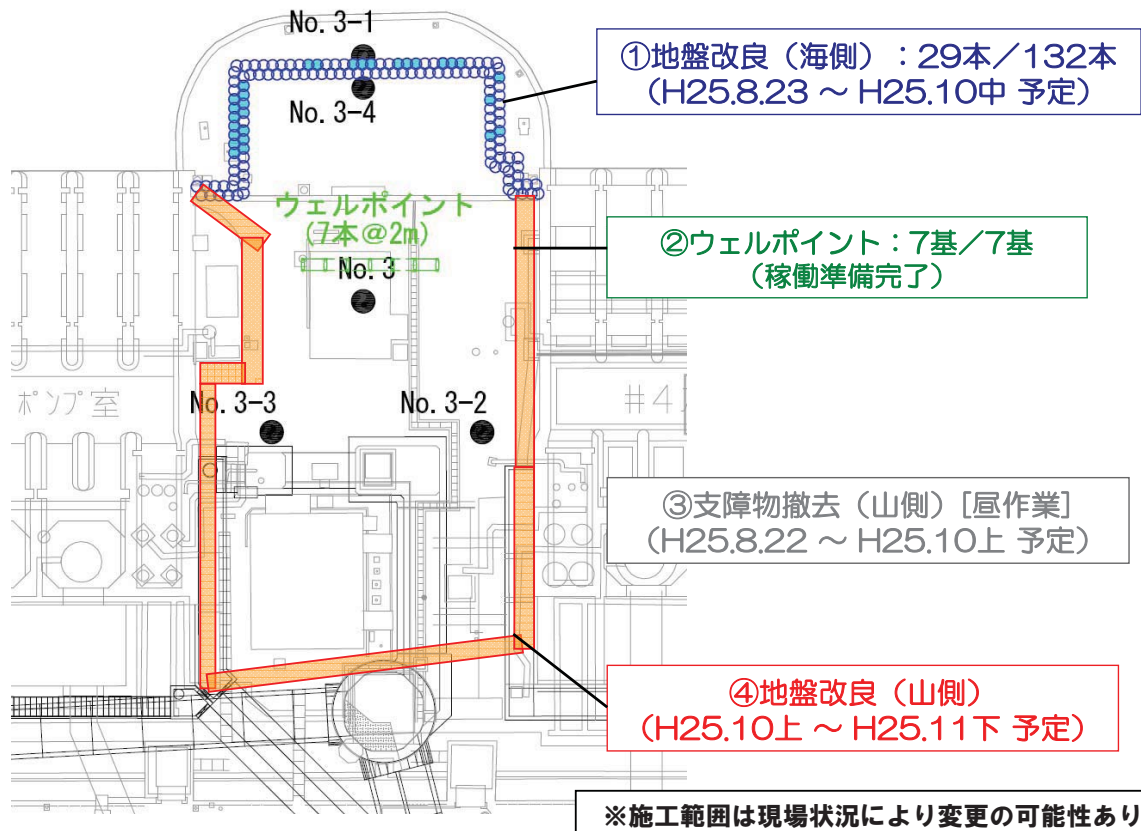 No. 3-1
No. 3-4
①地盤改良（海側）：29本／132本
（H25.8.23 ～ H25.10中 予定）
ウェルポイント
(7本@2m)
No. 3
②ウェルポイント：7基／7基
（稼働準備完了）
ポンプ室
No. 3-3
No. 3-2
#4
③支障物撤去（山側）[昼作業]
（H25.8.22 ～ H25.10上 予定）
④地盤改良（山側）
（H25.10上 ～ H25.11下 予定）
※施工範囲は現場状況により変更の可能性あり